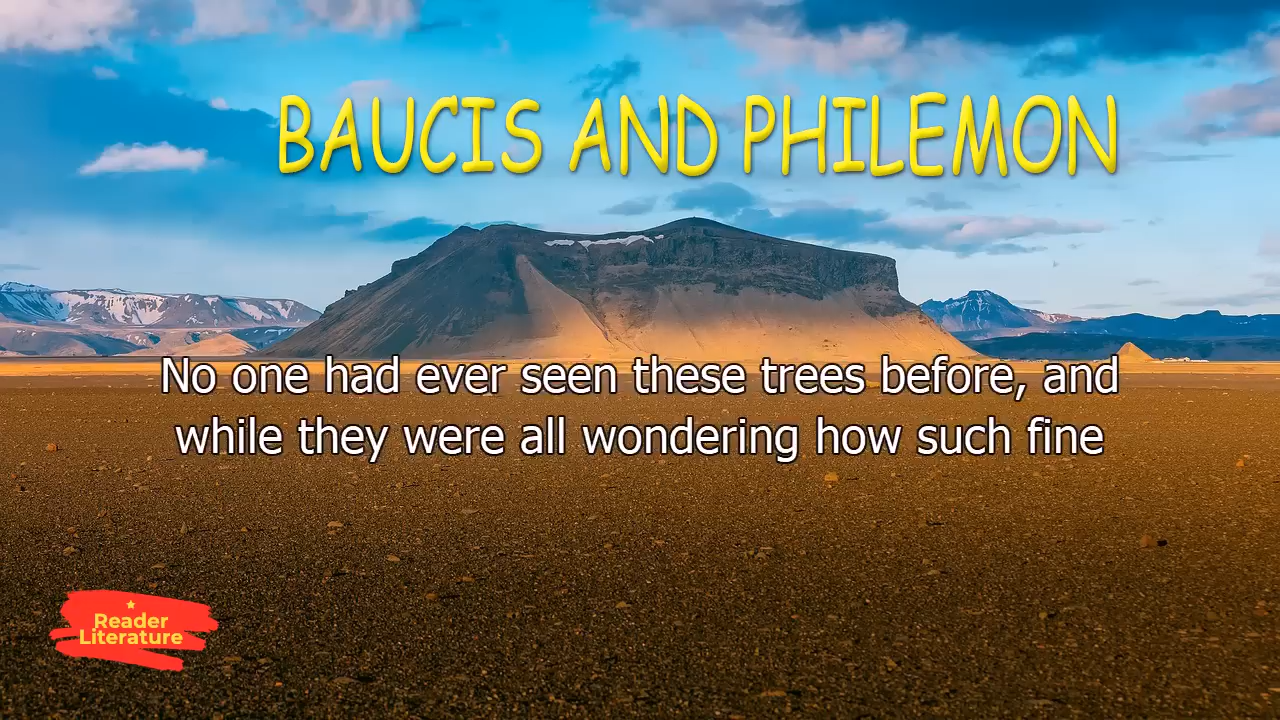 BAUCIS AND PHILEMON
No one had ever seen these trees before, and
while they were all wondering how such fine
Reader
Literature